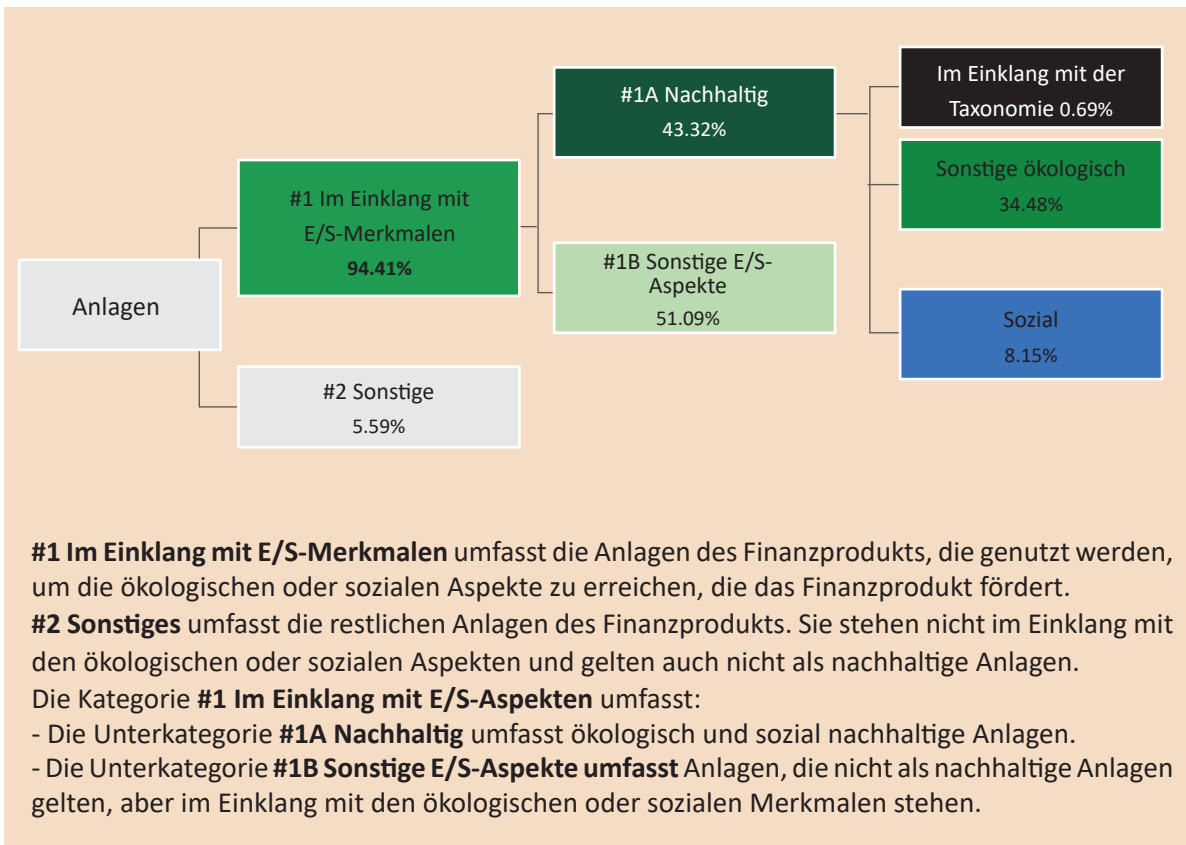 Anlagen
#1 Im Einklang mit
E/S-Merkmalen
94.41%
#2 Sonstige
5.59%
#1A Nachhaltig
43.32%
#1B Sonstige E/S-
Aspekte
51.09%
Im Einklang mit der
Taxonomie 0.69%
Sonstige ökologisch
34.48%
Sozial
8.15%
#1 Im Einklang mit E/S-Merkmalen umfasst die Anlagen des Finanzprodukts, die genutzt werden,
um die ökologischen oder sozialen Aspekte zu erreichen, die das Finanzprodukt fördert.
#2 Sonstiges umfasst die restlichen Anlagen des Finanzprodukts. Sie stehen nicht im Einklang mit
den ökologischen oder sozialen Aspekten und gelten auch nicht als nachhaltige Anlagen.
Die Kategorie #1 Im Einklang mit E/S-Aspekten umfasst:
- Die Unterkategorie #1A Nachhaltig umfasst ökologisch und sozial nachhaltige Anlagen.
- Die Unterkategorie #1B Sonstige E/S-Aspekte umfasst Anlagen, die nicht als nachhaltige Anlagen
gelten, aber im Einklang mit den ökologischen oder sozialen Merkmalen stehen.